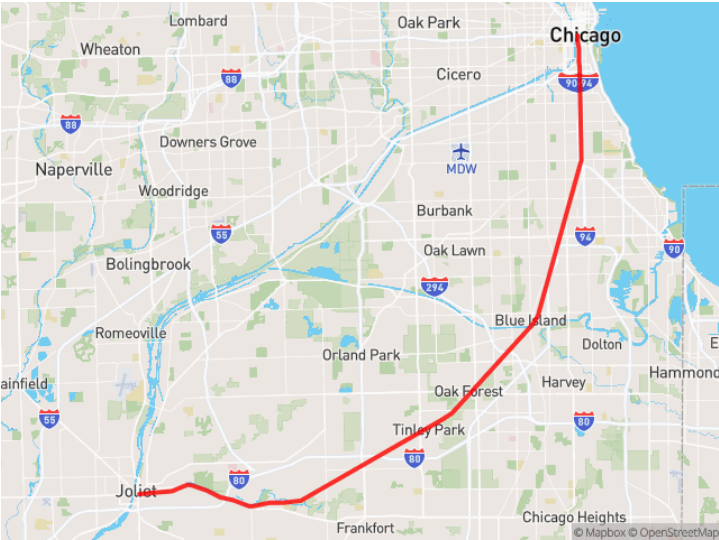 Lombard
Oak Park
Chicago
Wheaton
Cicero
88
90 94
88
Downers Grove
MDW
Naperville
Woodridge
Burbank
55
94
90
Oak Lawn
Bolingbrook
294
Blue Island
Romeoville
Dolton
E
Orland Park
Hammond
ainfield
Harvey
Oak Forest
55
80
Tinley Park
80
80
Joliet
Chicago Heights
Frankfort
© Mapbox © OpenStreetMap